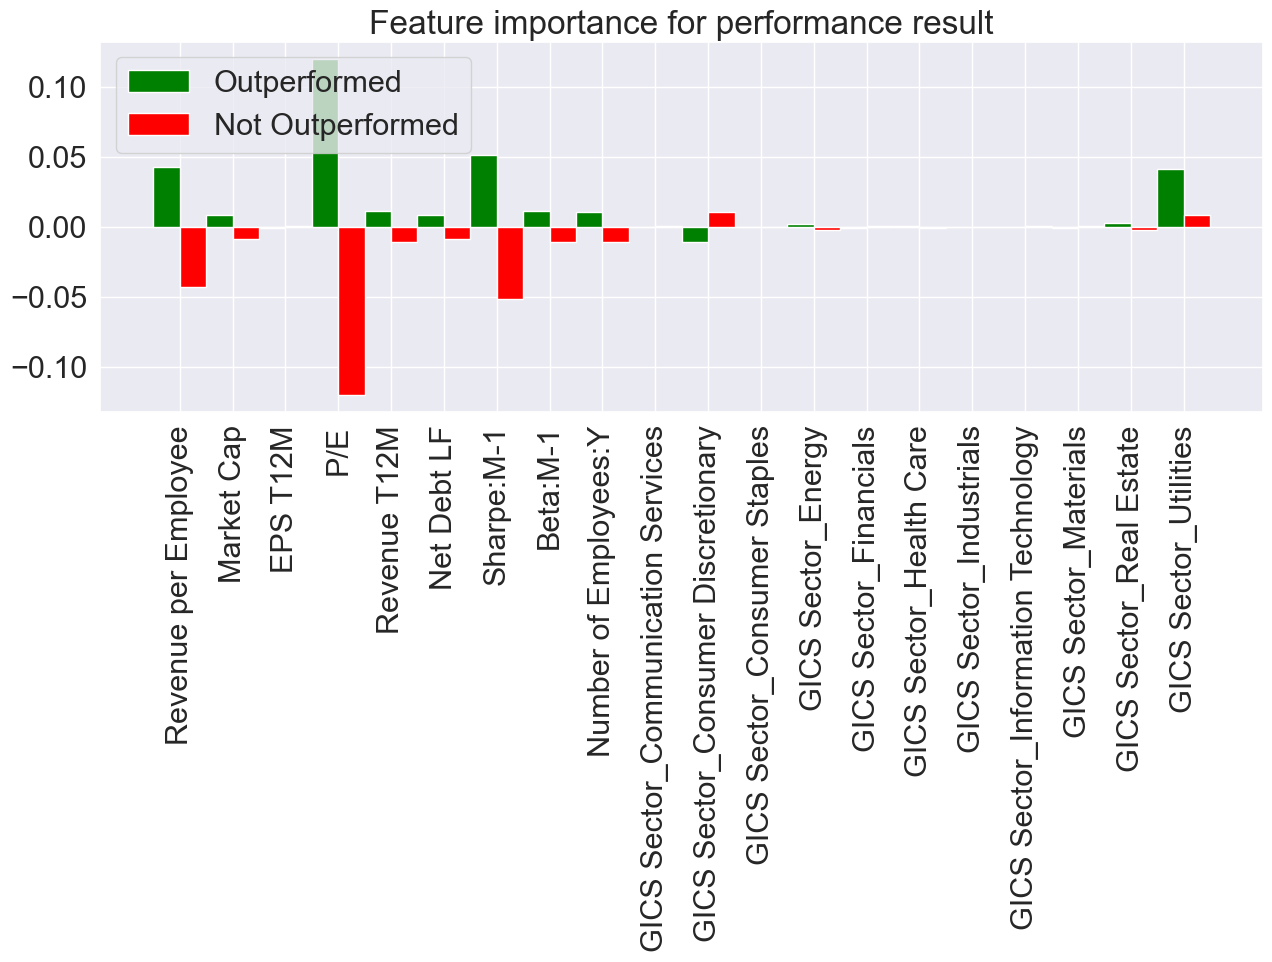 Feature importance for performance result
Outperformed
Not Outperformed
0.10
0.05
0.00
−0.05
−0.10
Revenue per Employee
Market Cap
EPS T12M
P/E
Revenue T12M
Net Debt LF
Sharpe:M-1
Beta:M-1
Number of Employees:Y
GICS Sector_Communication Services
GICS Sector_Consumer Discretionary
GICS Sector_Consumer Staples
GICS Sector_Energy
GICS Sector_Financials
GICS Sector_Health Care
GICS Sector_Industrials
GICS Sector_Information Technology
GICS Sector_Materials
GICS Sector_Real Estate
GICS Sector_Utilities